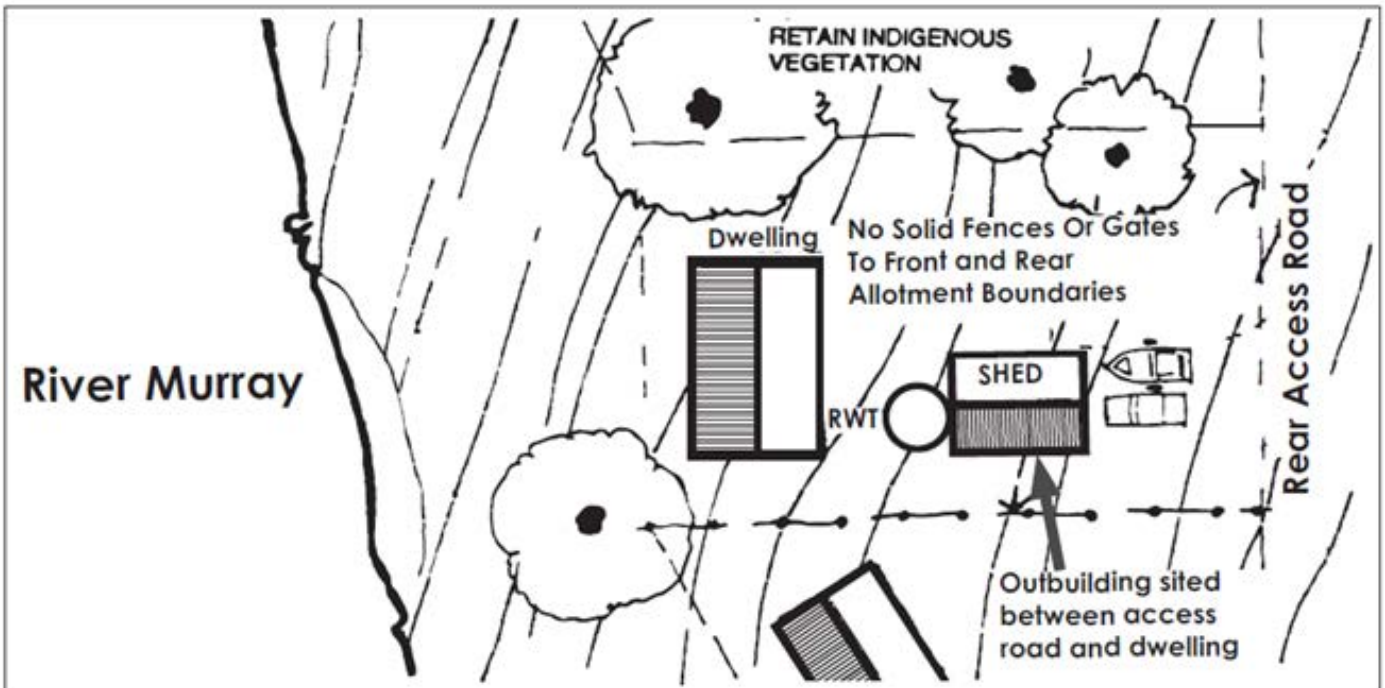 RETAIN INDIGENOUS
VEGETATION
Dwelling
No Solid Fences Or Gates
To Front and Rear
Allotment Boundaries
River Murray
SHED
RWT
Rear Access Road
Outbuilding sited
between access
road and dwelling